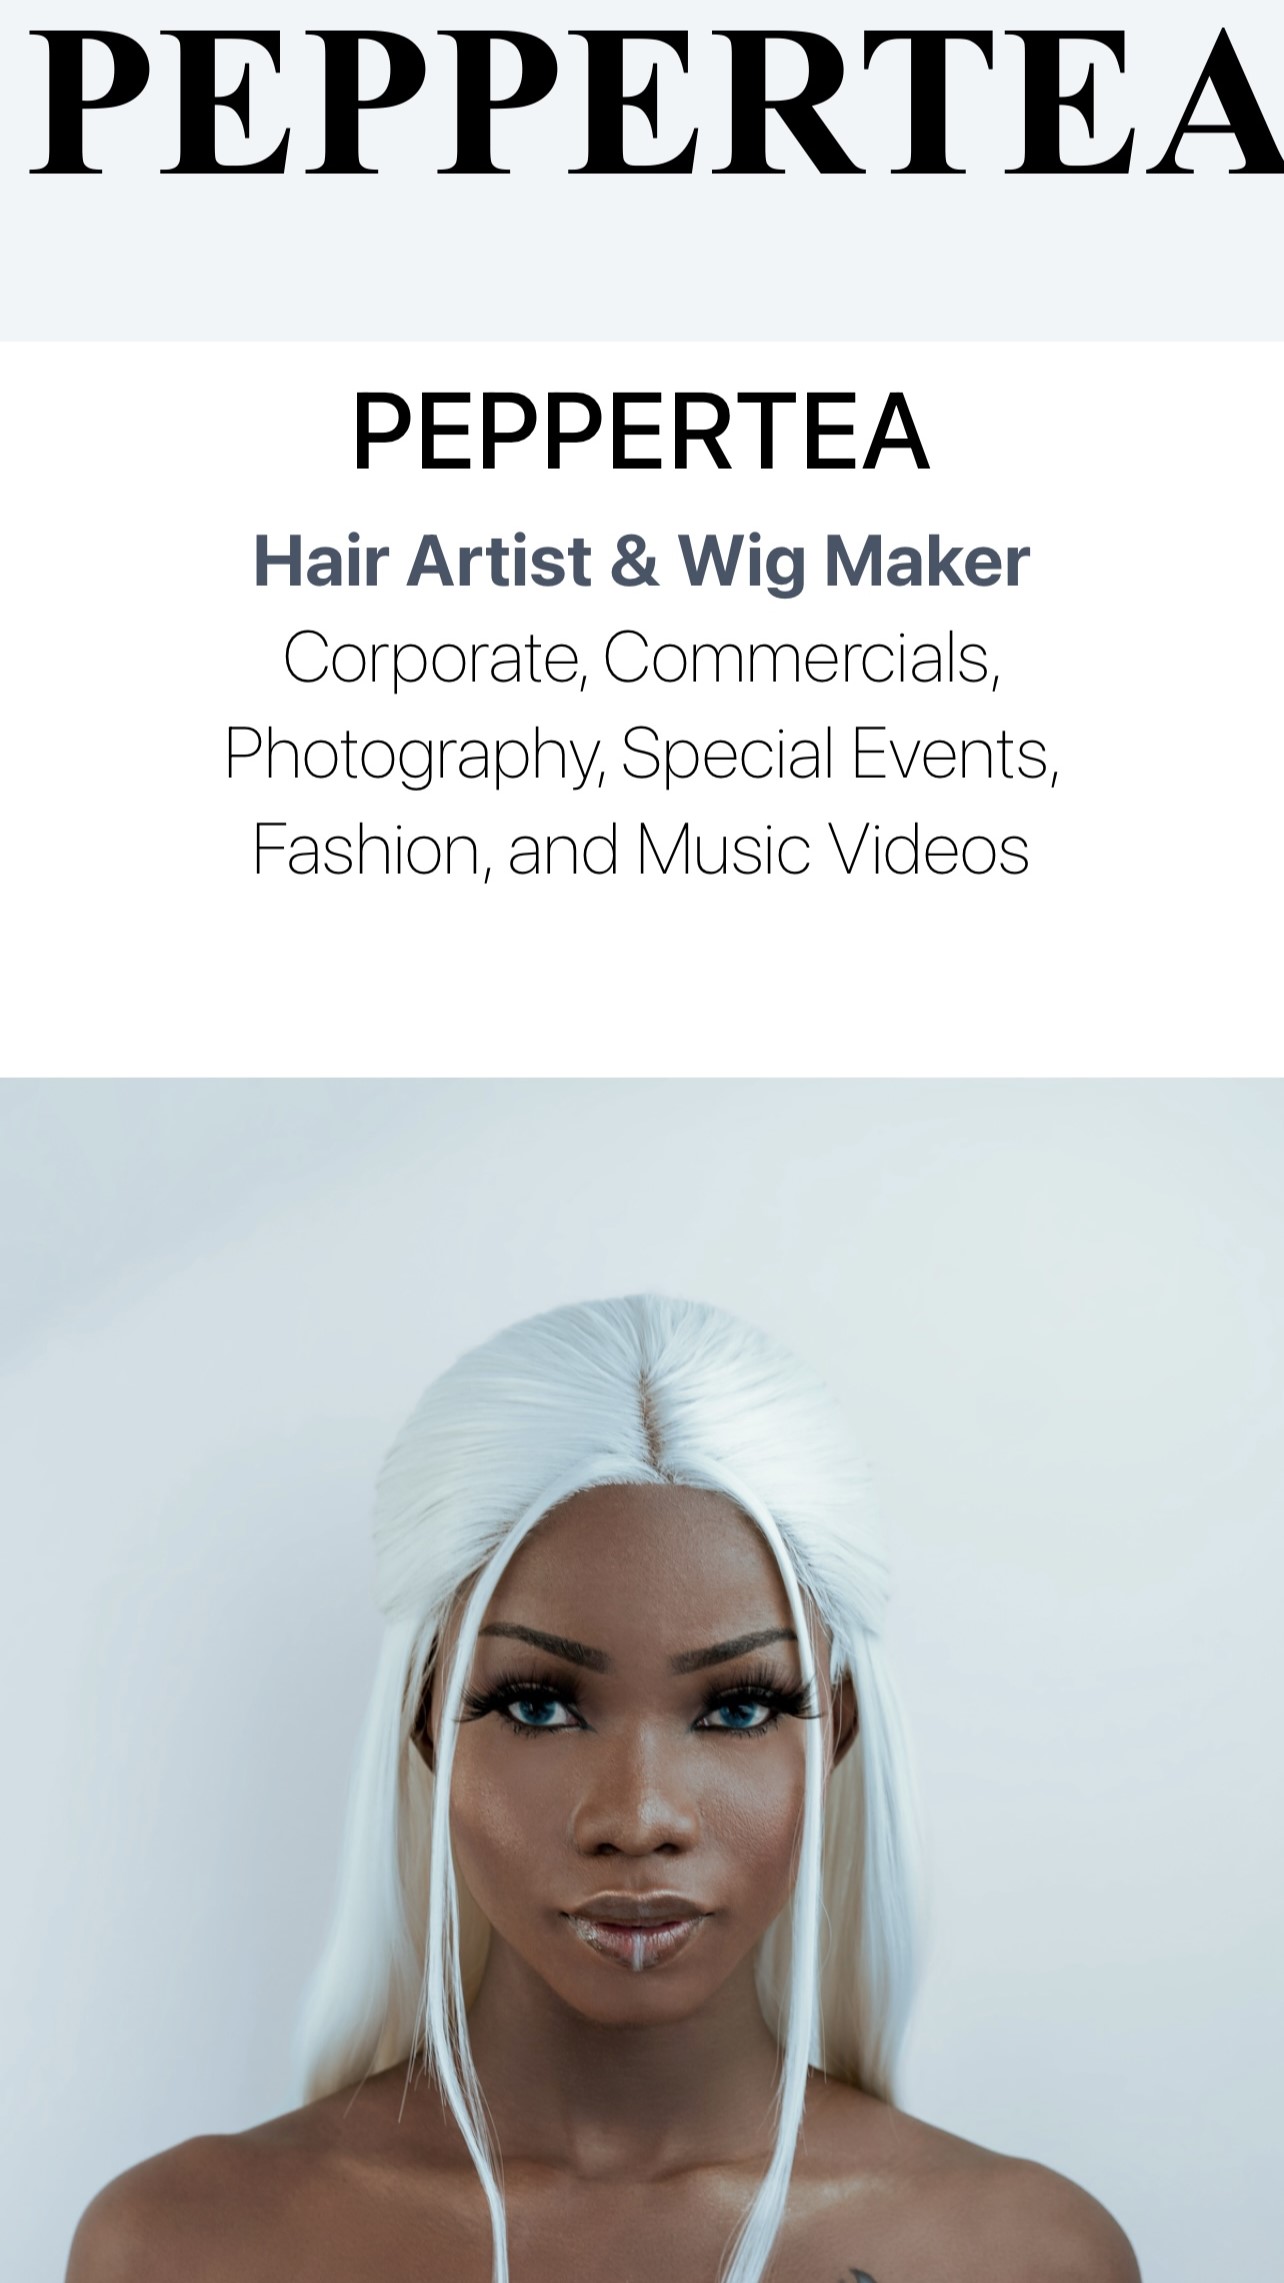 PEPPERTEA
PEPPERTEA
Hair Artist & Wig Maker
Corporate, Commercials,
Photography, Special Events,
Fashion, and Music Videos